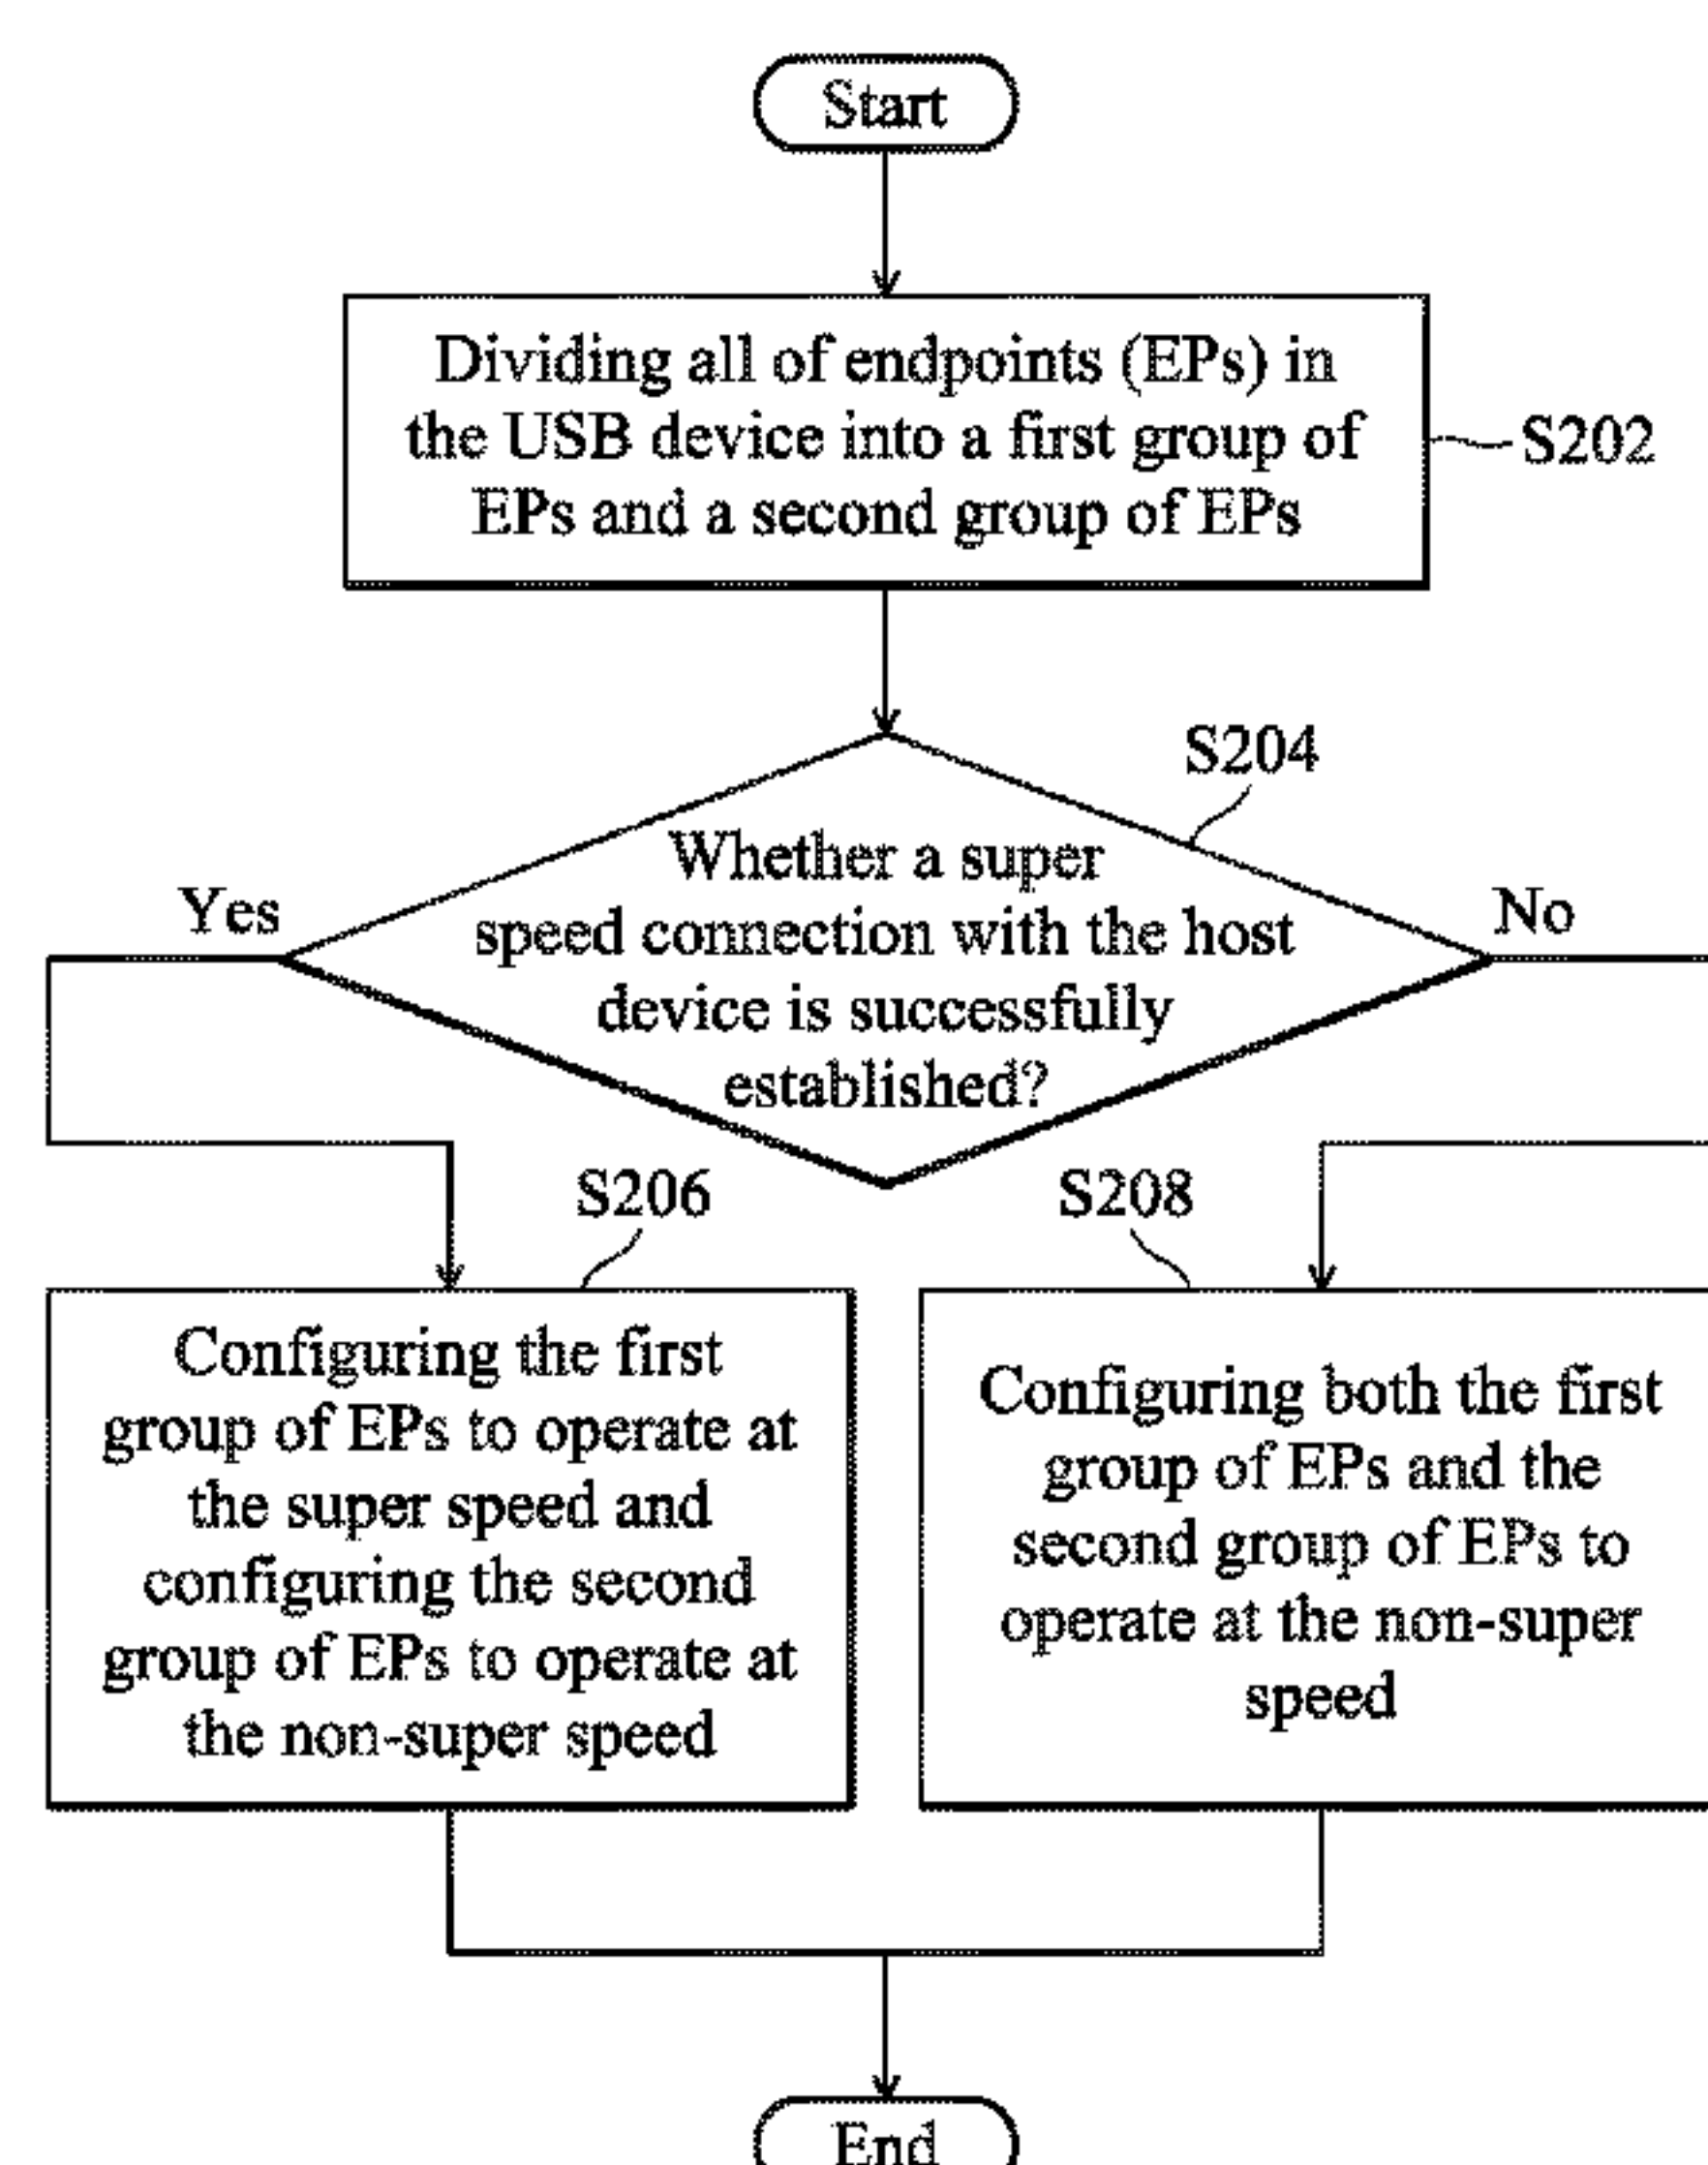 Start
Dividing all of endpoints (EPs) in
the USB device into a first group of
EPs and a second group of EPs
S202
S204
Whether a super
speed connection with the host
device is successfully
established?
Yes
No
S206
S208
Configuring the first
group of EPs to operate at
the super speed and
configuring the second
group of EPs to operate at
the non-super speed
Configuring both the first
group of EPs and the
second group of EPs to
operate at the non-super
speed
End